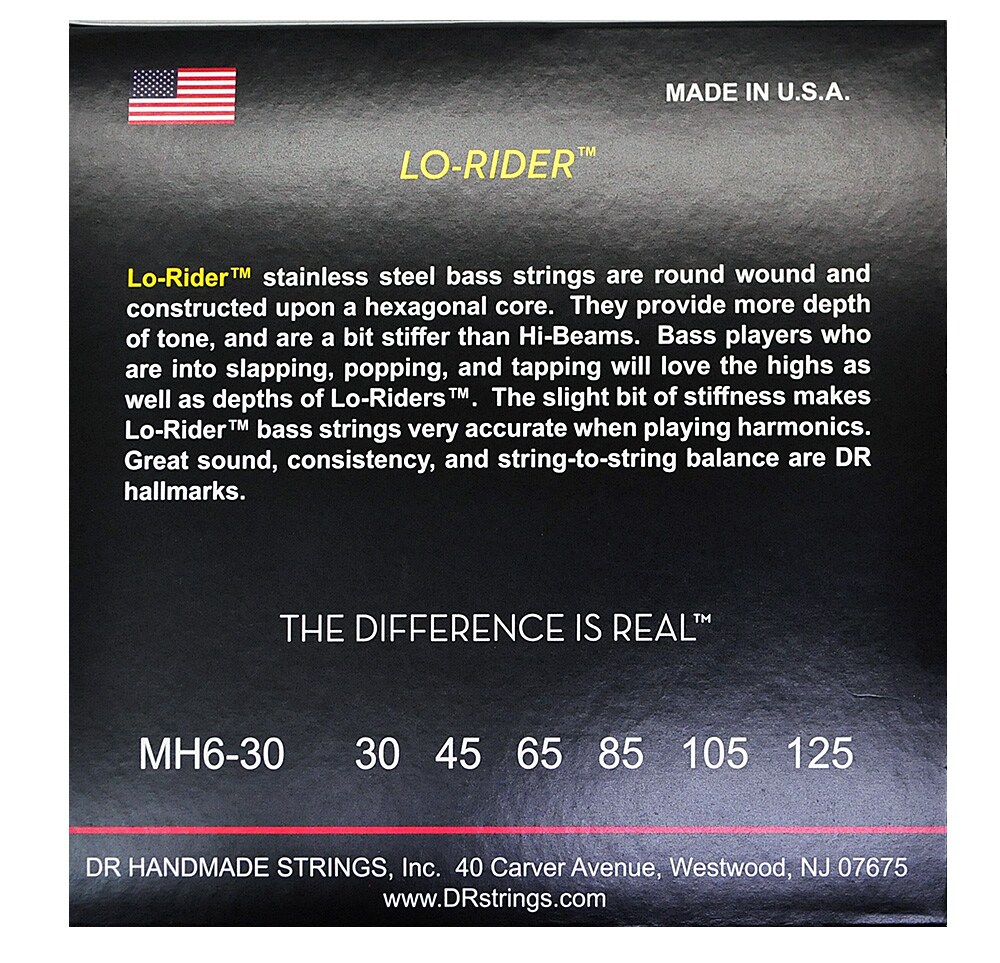 MADE IN U.S.A.
LO-RIDER™
Lo-Rider™ stainless steel bass strings are round wound and
constructed upon a hexagonal core. They provide more depth
of tone, and are a bit stiffer than Hi-Beams. Bass players who
are into slapping, popping, and tapping will love the highs as
well as depths of Lo-Riders™. The slight bit of stiffness makes
Lo-Rider™ bass strings very accurate when playing harmonics.
Great sound, consistency, and string-to-string balance are DR
hallmarks.
THE DIFFERENCE IS REAL™
MH6-30 30 45 65 85 105 125
DR HANDMADE STRINGS, Inc. 40 Carver Avenue, Westwood, NJ 07675
www.DRstrings.com